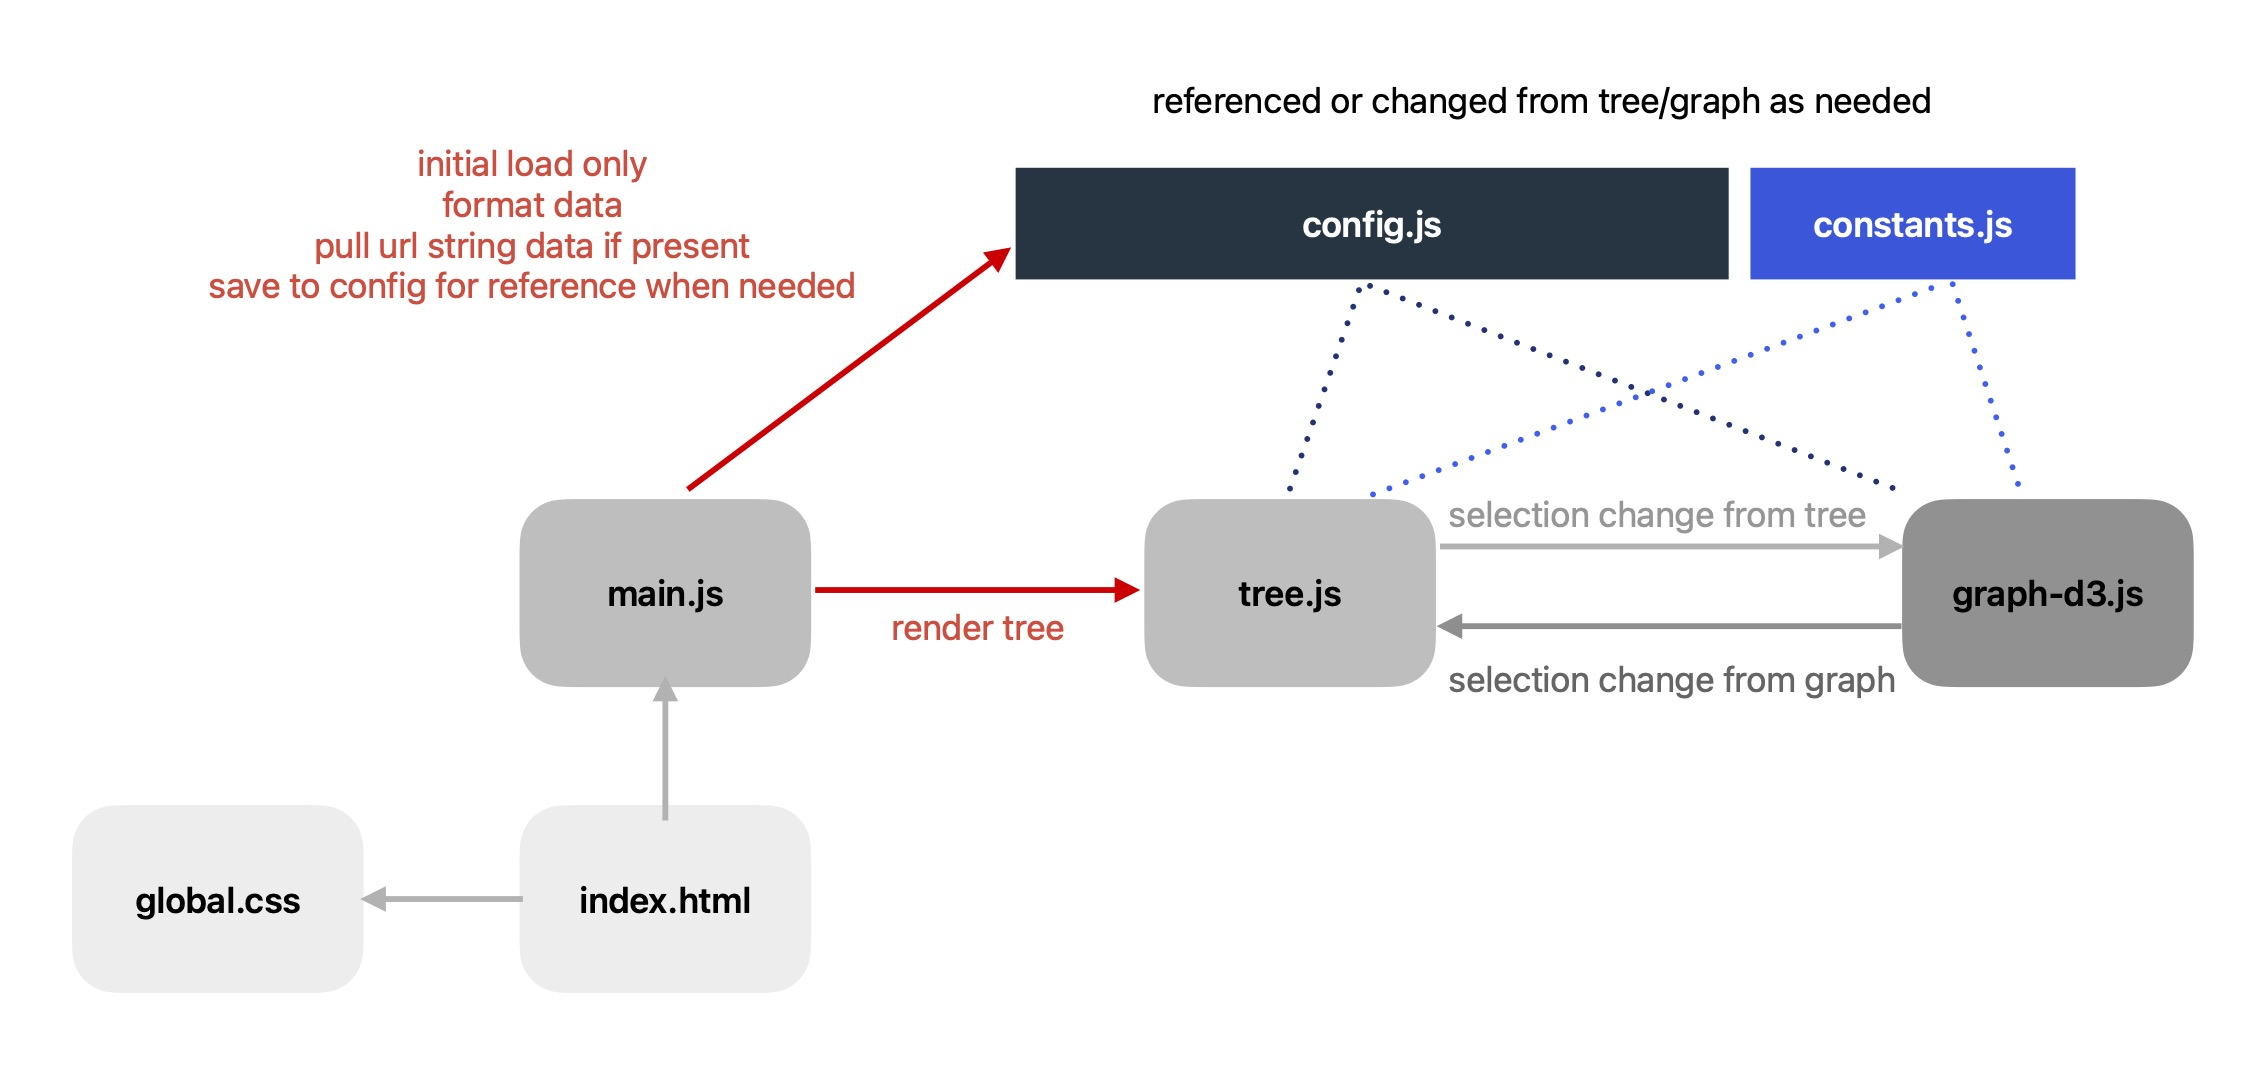 referenced or changed from tree/graph as needed
initial load only
format data
pull url string data if present
save to config for reference when needed
config.js
constants.js
selection change from tree
main.js
tree.js
graph-d3.js
render tree
selection change from graph
global.css
index.html